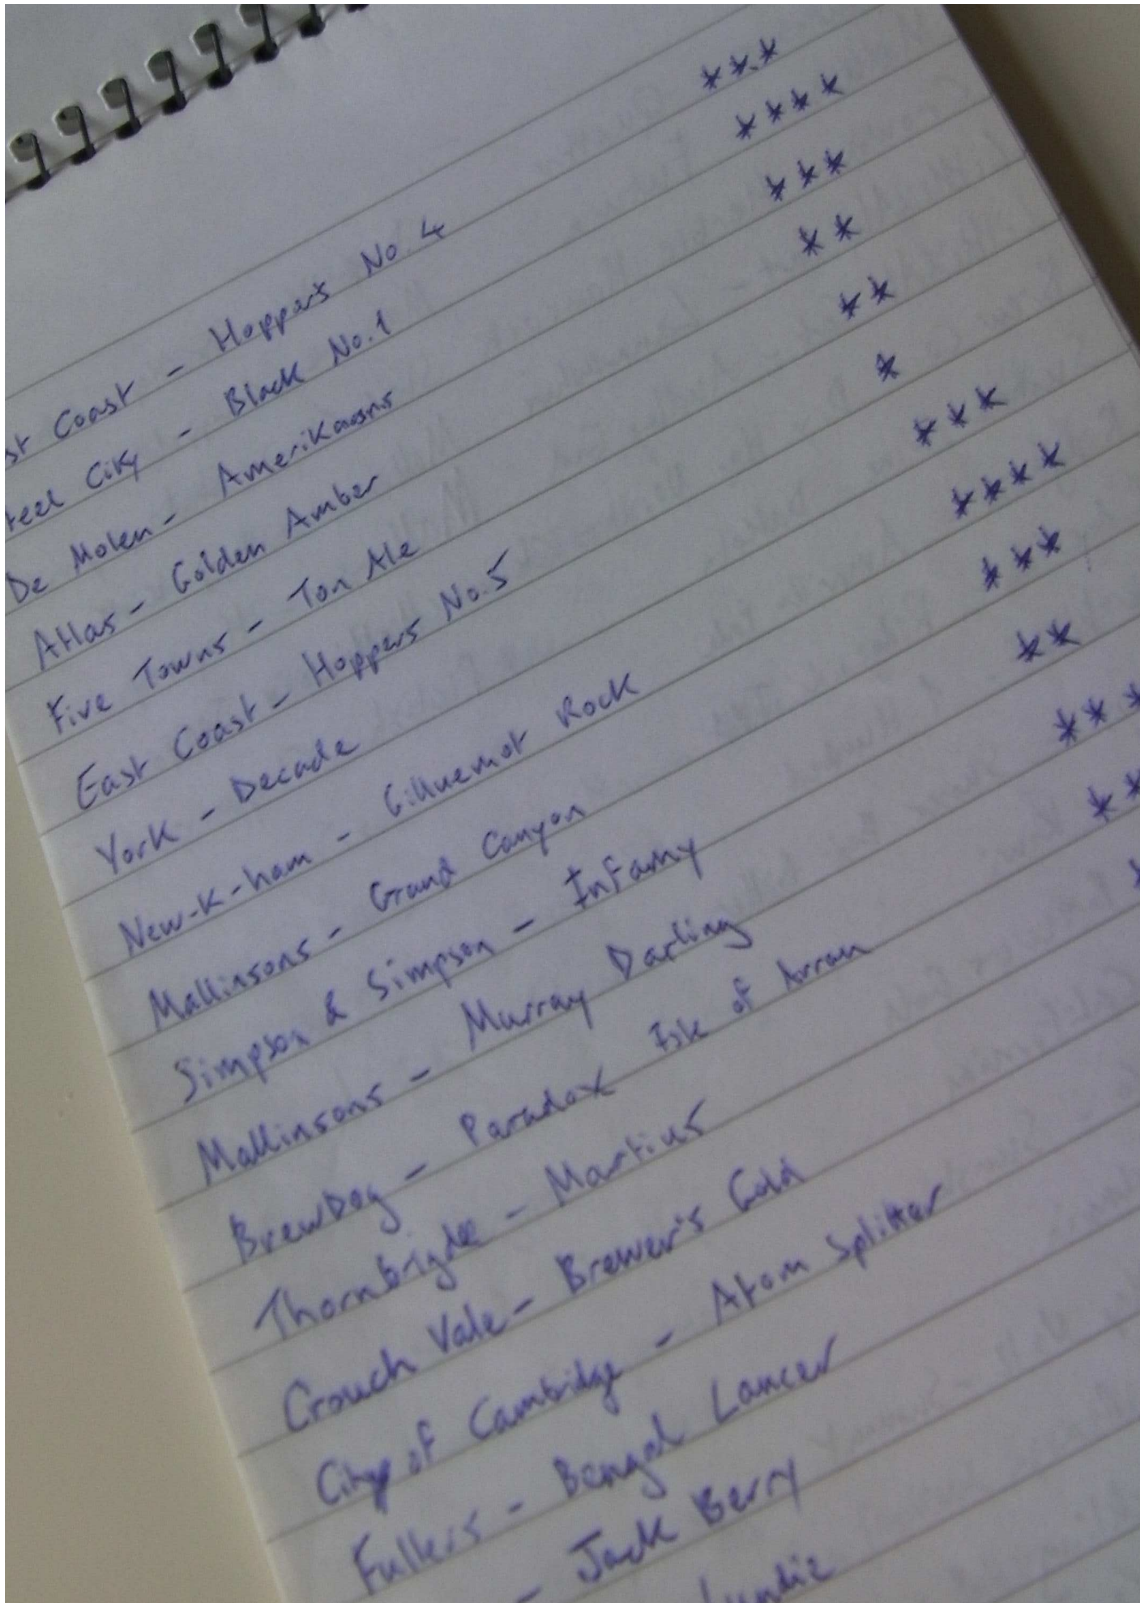 st Coast - Hoppers No. 4 ***
teel City - Black No.1 ****
De Molen - Amerikaans ***
Atlas - Golden Amber **
Five Towns - Ton Ale **
East Coast - Hoppers No.5 *
York - Decade ***
New-K-ham - Gilluemot Rock ****
Mallinsons - Grand Canyon ***
Simpson & Simpson - Infamy **
Mallinsons - Murray Darling ***
BrewDog - Paradox Isle of Arran **
Thornbrigde - Martius *
Crouch Vale - Brewer's Gold
City of Cambridge - Atom Splitter
Fullers - Bengal Lancer
- Jack Berry